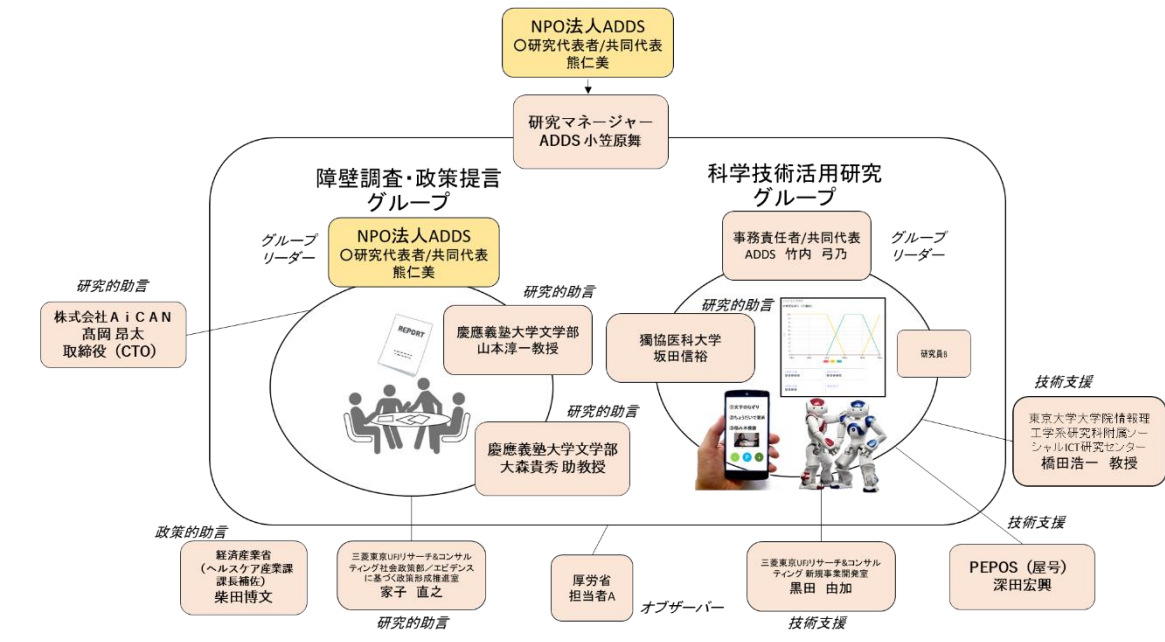 NPO法人ADDS
〇研究代表者/共同代表
熊仁美
研究マネージャー
ADDS 小笠原舞
障壁調査・政策提言
グループ
科学技術活用研究
グループ
グループ
リーダー
NPO法人ADDS
〇研究代表者/共同代表
熊仁美
事務責任者/共同代表
ADDS 竹内 弓乃
グループ
リーダー
研究的助言
株式会社AiCAN
髙岡 昂太
取締役（CTO）
REPORT
研究的助言
慶應義塾大学文学部
山本淳一教授
研究的助言
慶應義塾大学文学部
大森貴秀 助教授
研究的助言
獨協医科大学
坂田信裕
研究員B
技術支援
東京大学大学院情報理
工学系研究科附属ソー
シャルICT研究センター
橋田浩一 教授
政策的助言
経済産業省
（ヘルスケア産業課
課長補佐）
柴田博文
三菱東京UFJリサーチ&コンサル
ティング社会政策部／エビデンス
に基づく政策形成推進室
家子 直之
研究的助言
厚労省
担当者A
オブザーバー
三菱東京UFJリサーチ&コンサル
ティング 新規事業開発室
黒田 由加
技術支援
技術支援
PEPOS（屋号）
深田宏興